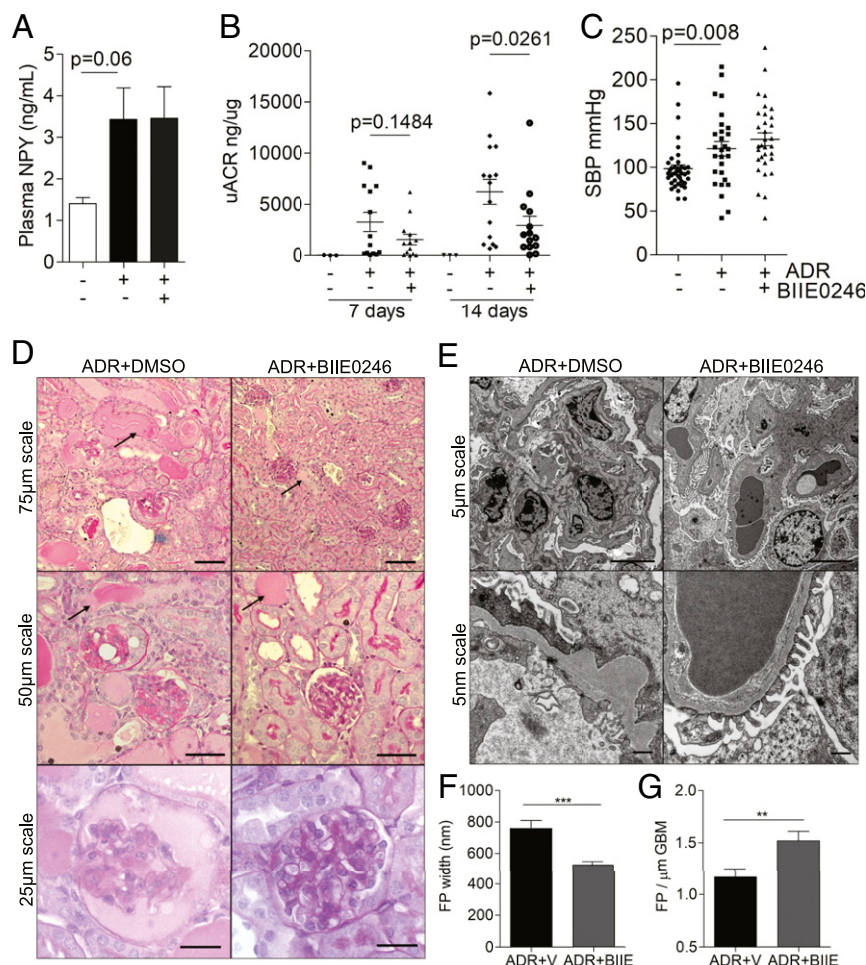 A
p=0.06
Plasma NPY (ng/mL)
5
4
3
2
1
0
- + +
- - +
B
p=0.0261
p=0.1484
uACR ng/ug
20000
15000
10000
5000
0
- + + - + +
- - + - - +
7 days 14 days
C
p=0.008
SBP mmHg
250
200
150
100
50
0
- + + ADR
- - + BIIE0246
D
ADR+DMSO ADR+BIIE0246
75µm scale
50µm scale
25µm scale
E
ADR+DMSO ADR+BIIE0246
5µm scale
5nm scale
F
***
FP width (nm)
1000
800
600
400
200
0
ADR+V ADR+BIIE
G
**
FP / µm GBM
2.0
1.5
1.0
0.5
ADR+V ADR+BIIE